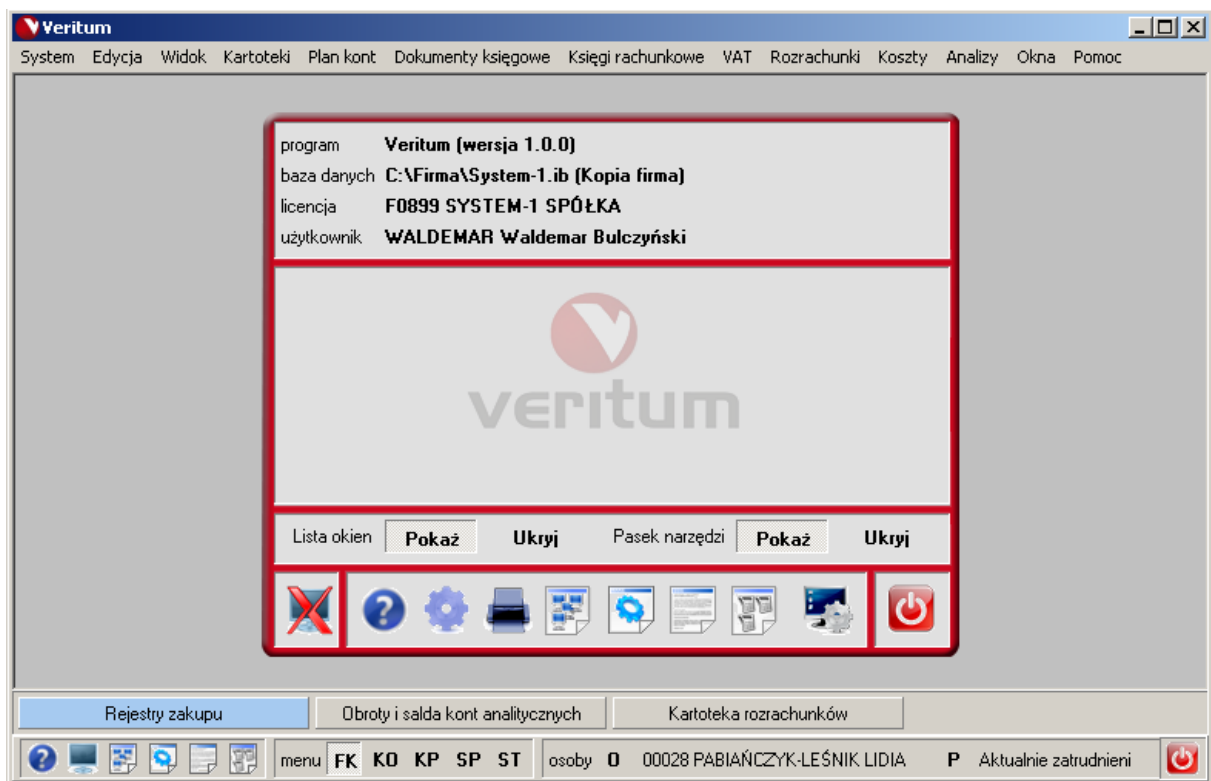 Veritum
System Edycja Widok Kartoteki Plan kont Dokumenty księgowe Księgi rachunkowe VAT Rozrachunki Koszty Analizy Okna Pomoc
program Veritum (wersja 1.0.0)
baza danych C:\Firma\System-1.ib (Kopia firma)
licencja F0899 SYSTEM-1 SPÓŁKA
użytkownik WALDEMAR Waldemar Bulczyński
veritum
Lista okien Pokaż Ukryj Pasek narzędzi Pokaż Ukryj
Rejestry zakupu Obroty i salda kont analitycznych Kartoteka rozrachunków
menu FK KO KP SP ST osoby O 00028 PABIAŃCZYK-LEŚNIK LIDIA P Aktualnie zatrudnieni